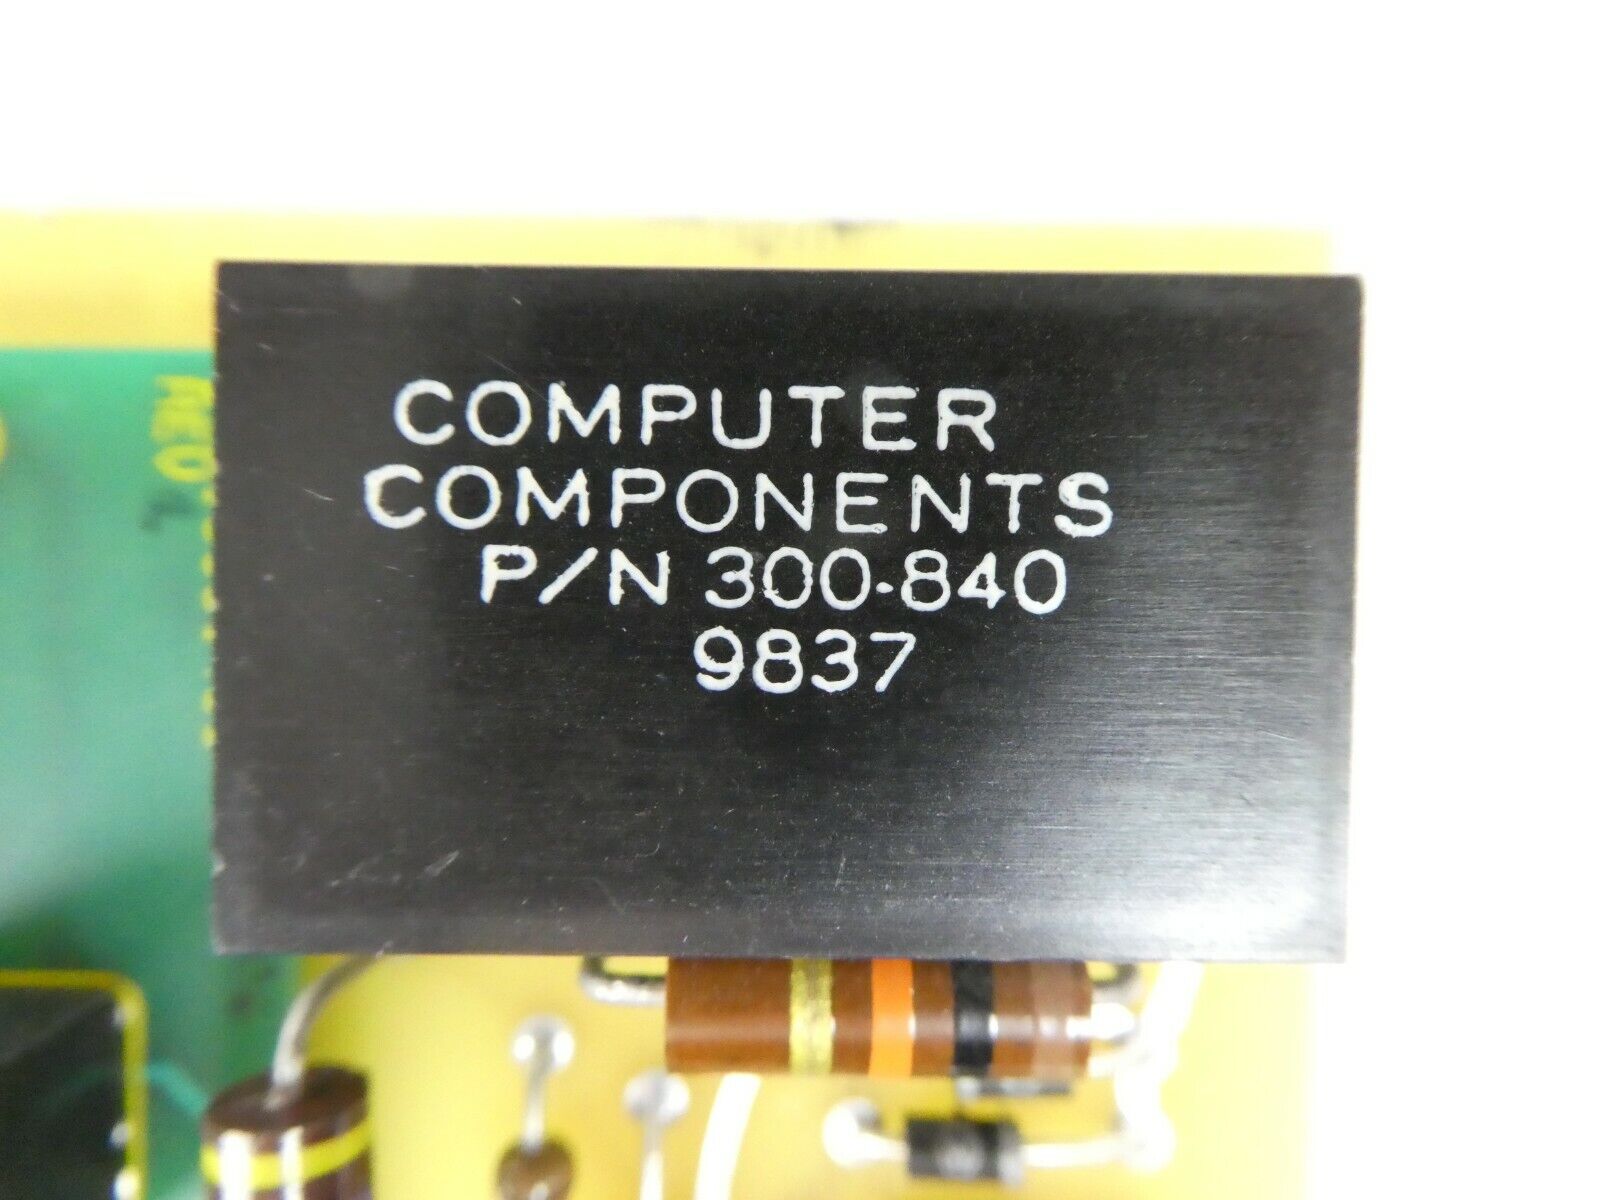 COMPUTER
COMPONENTS
P/N 300-840
9837